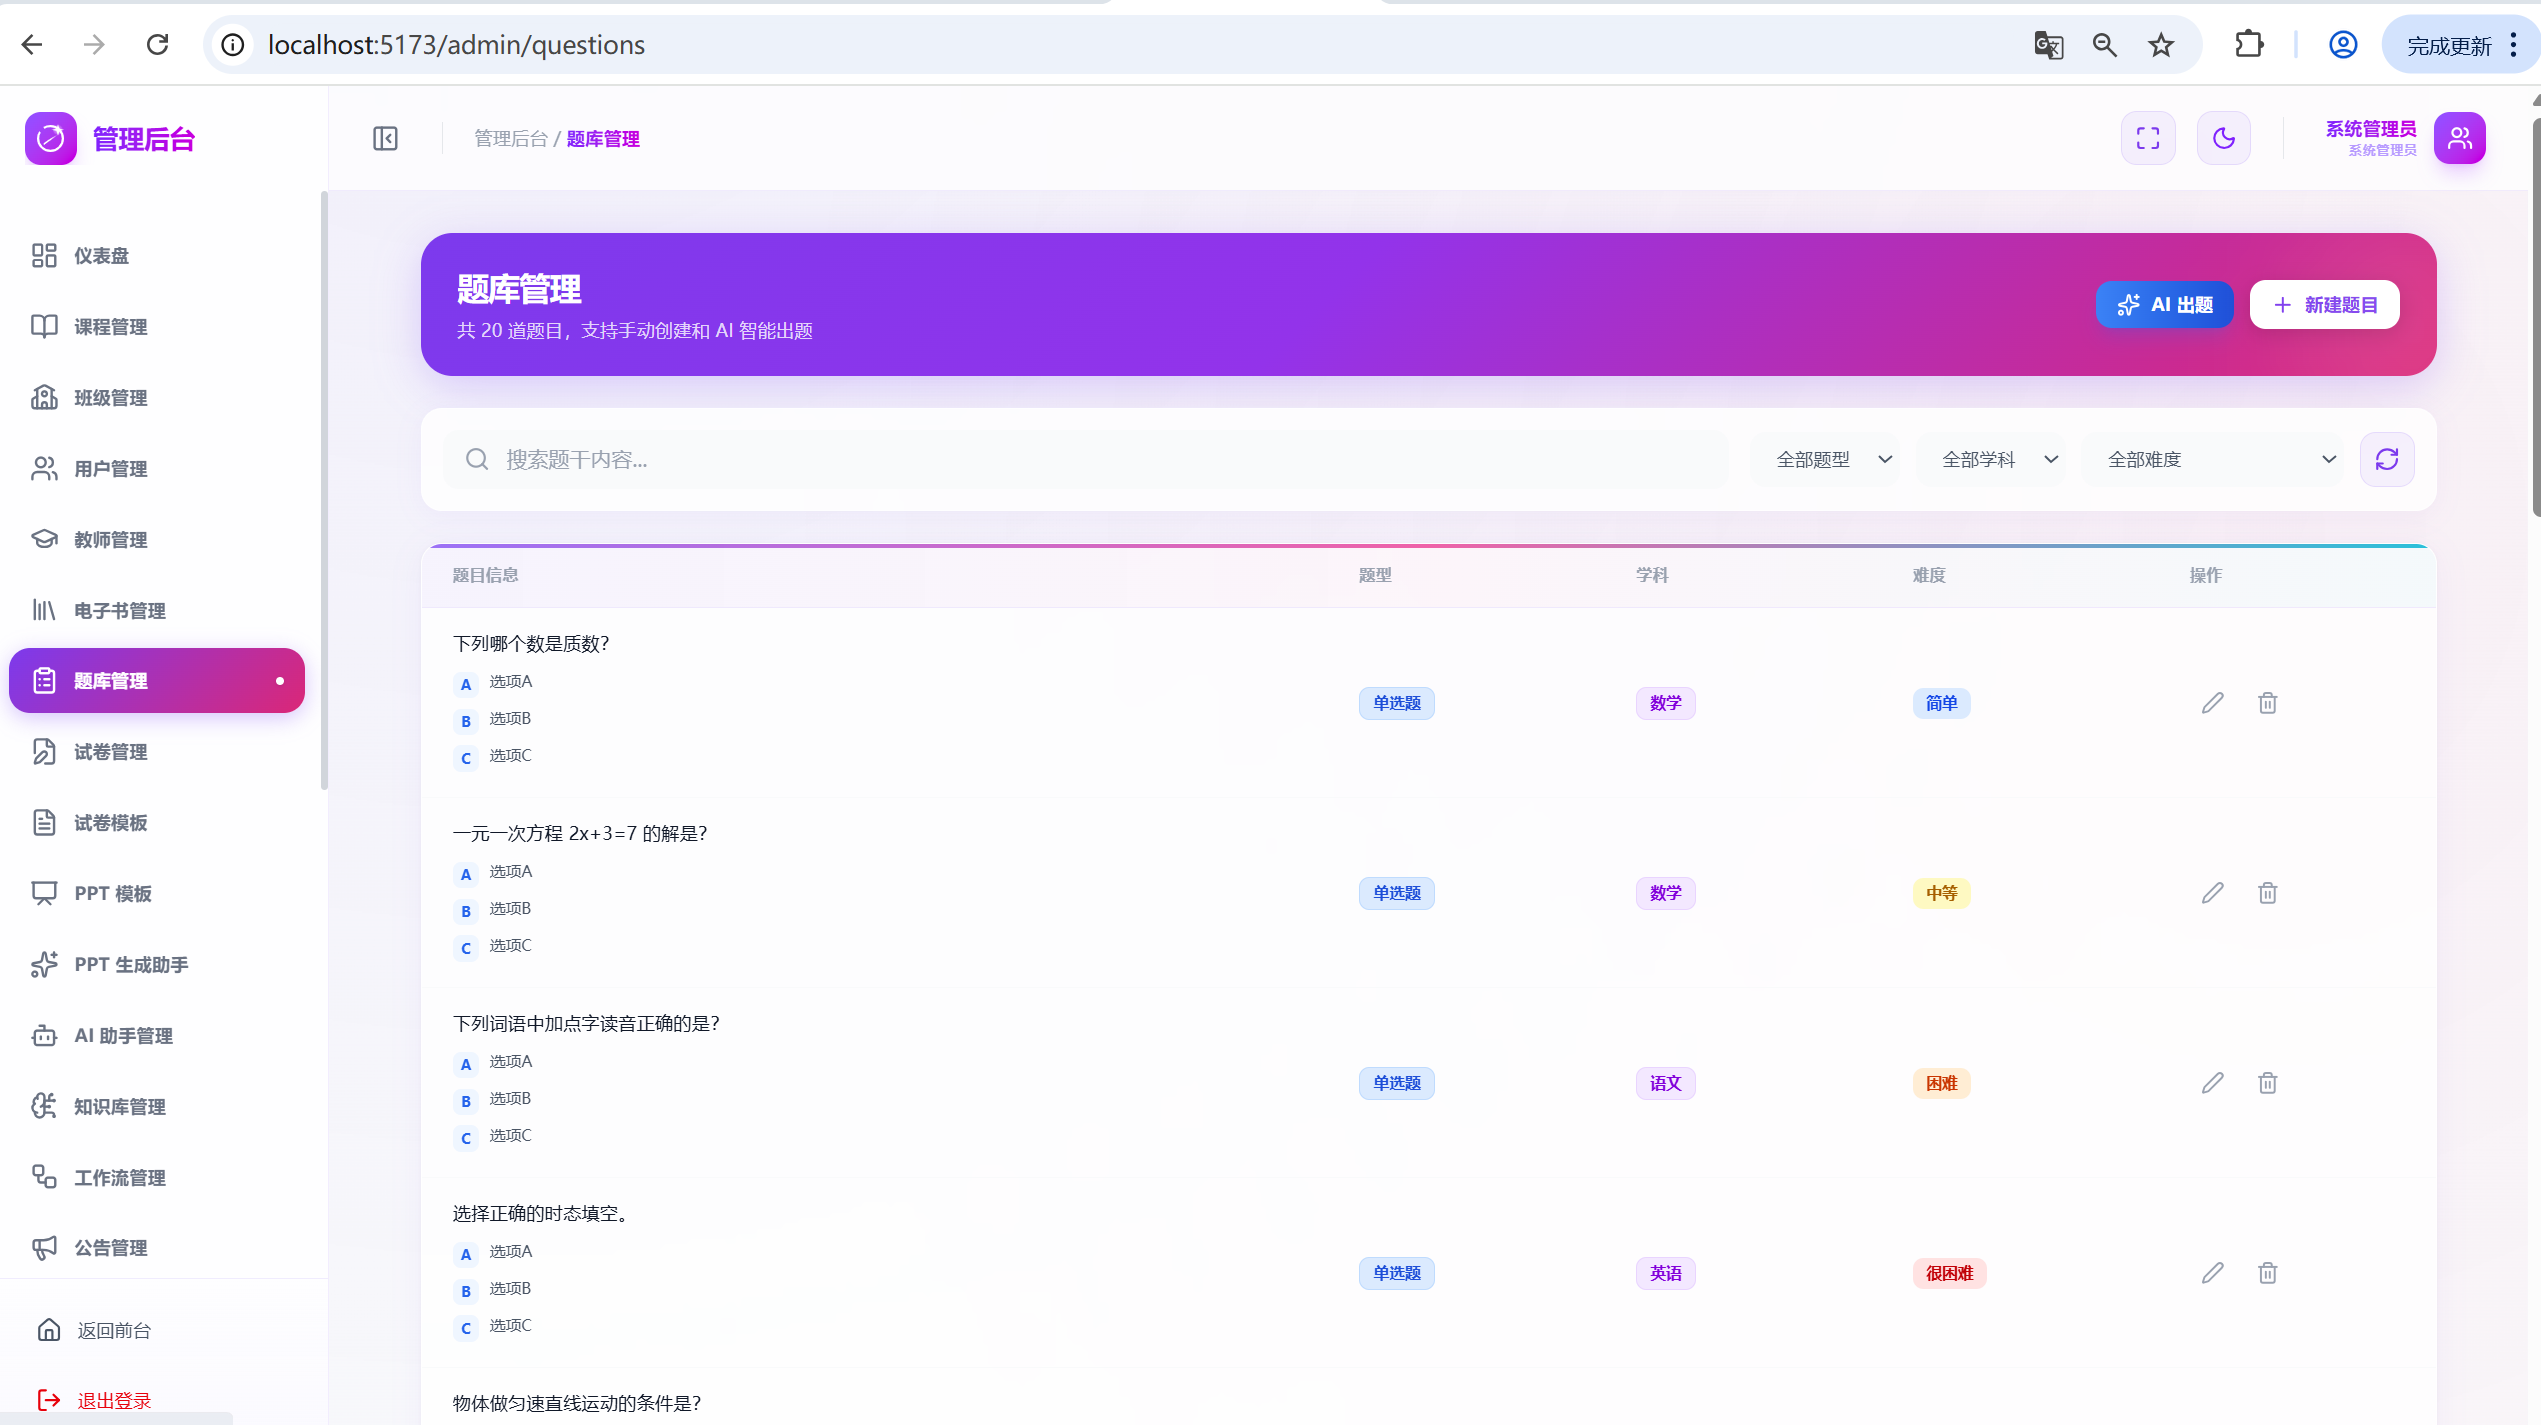 localhost:5173/admin/questions
完成更新
管理后台
管理后台 / 题库管理
系统管理员
系统管理员
仪表盘
课程管理
班级管理
用户管理
教师管理
电子书管理
题库管理
试卷管理
试卷模板
PPT 模板
PPT 生成助手
AI 助手管理
知识库管理
工作流管理
公告管理
返回前台
退出登录
题库管理
共 20 道题目，支持手动创建和 AI 智能出题
AI 出题
新建题目
搜索题干内容...
全部题型
全部学科
全部难度
题目信息 题型 学科 难度 操作
下列哪个数是质数？
A 选项A
B 选项B
C 选项C
单选题 数学 简单
一元一次方程 2x+3=7 的解是？
A 选项A
B 选项B
C 选项C
单选题 数学 中等
下列词语中加点字读音正确的是？
A 选项A
B 选项B
C 选项C
单选题 语文 困难
选择正确的时态填空。
A 选项A
B 选项B
C 选项C
单选题 英语 很困难
物体做匀速直线运动的条件是？